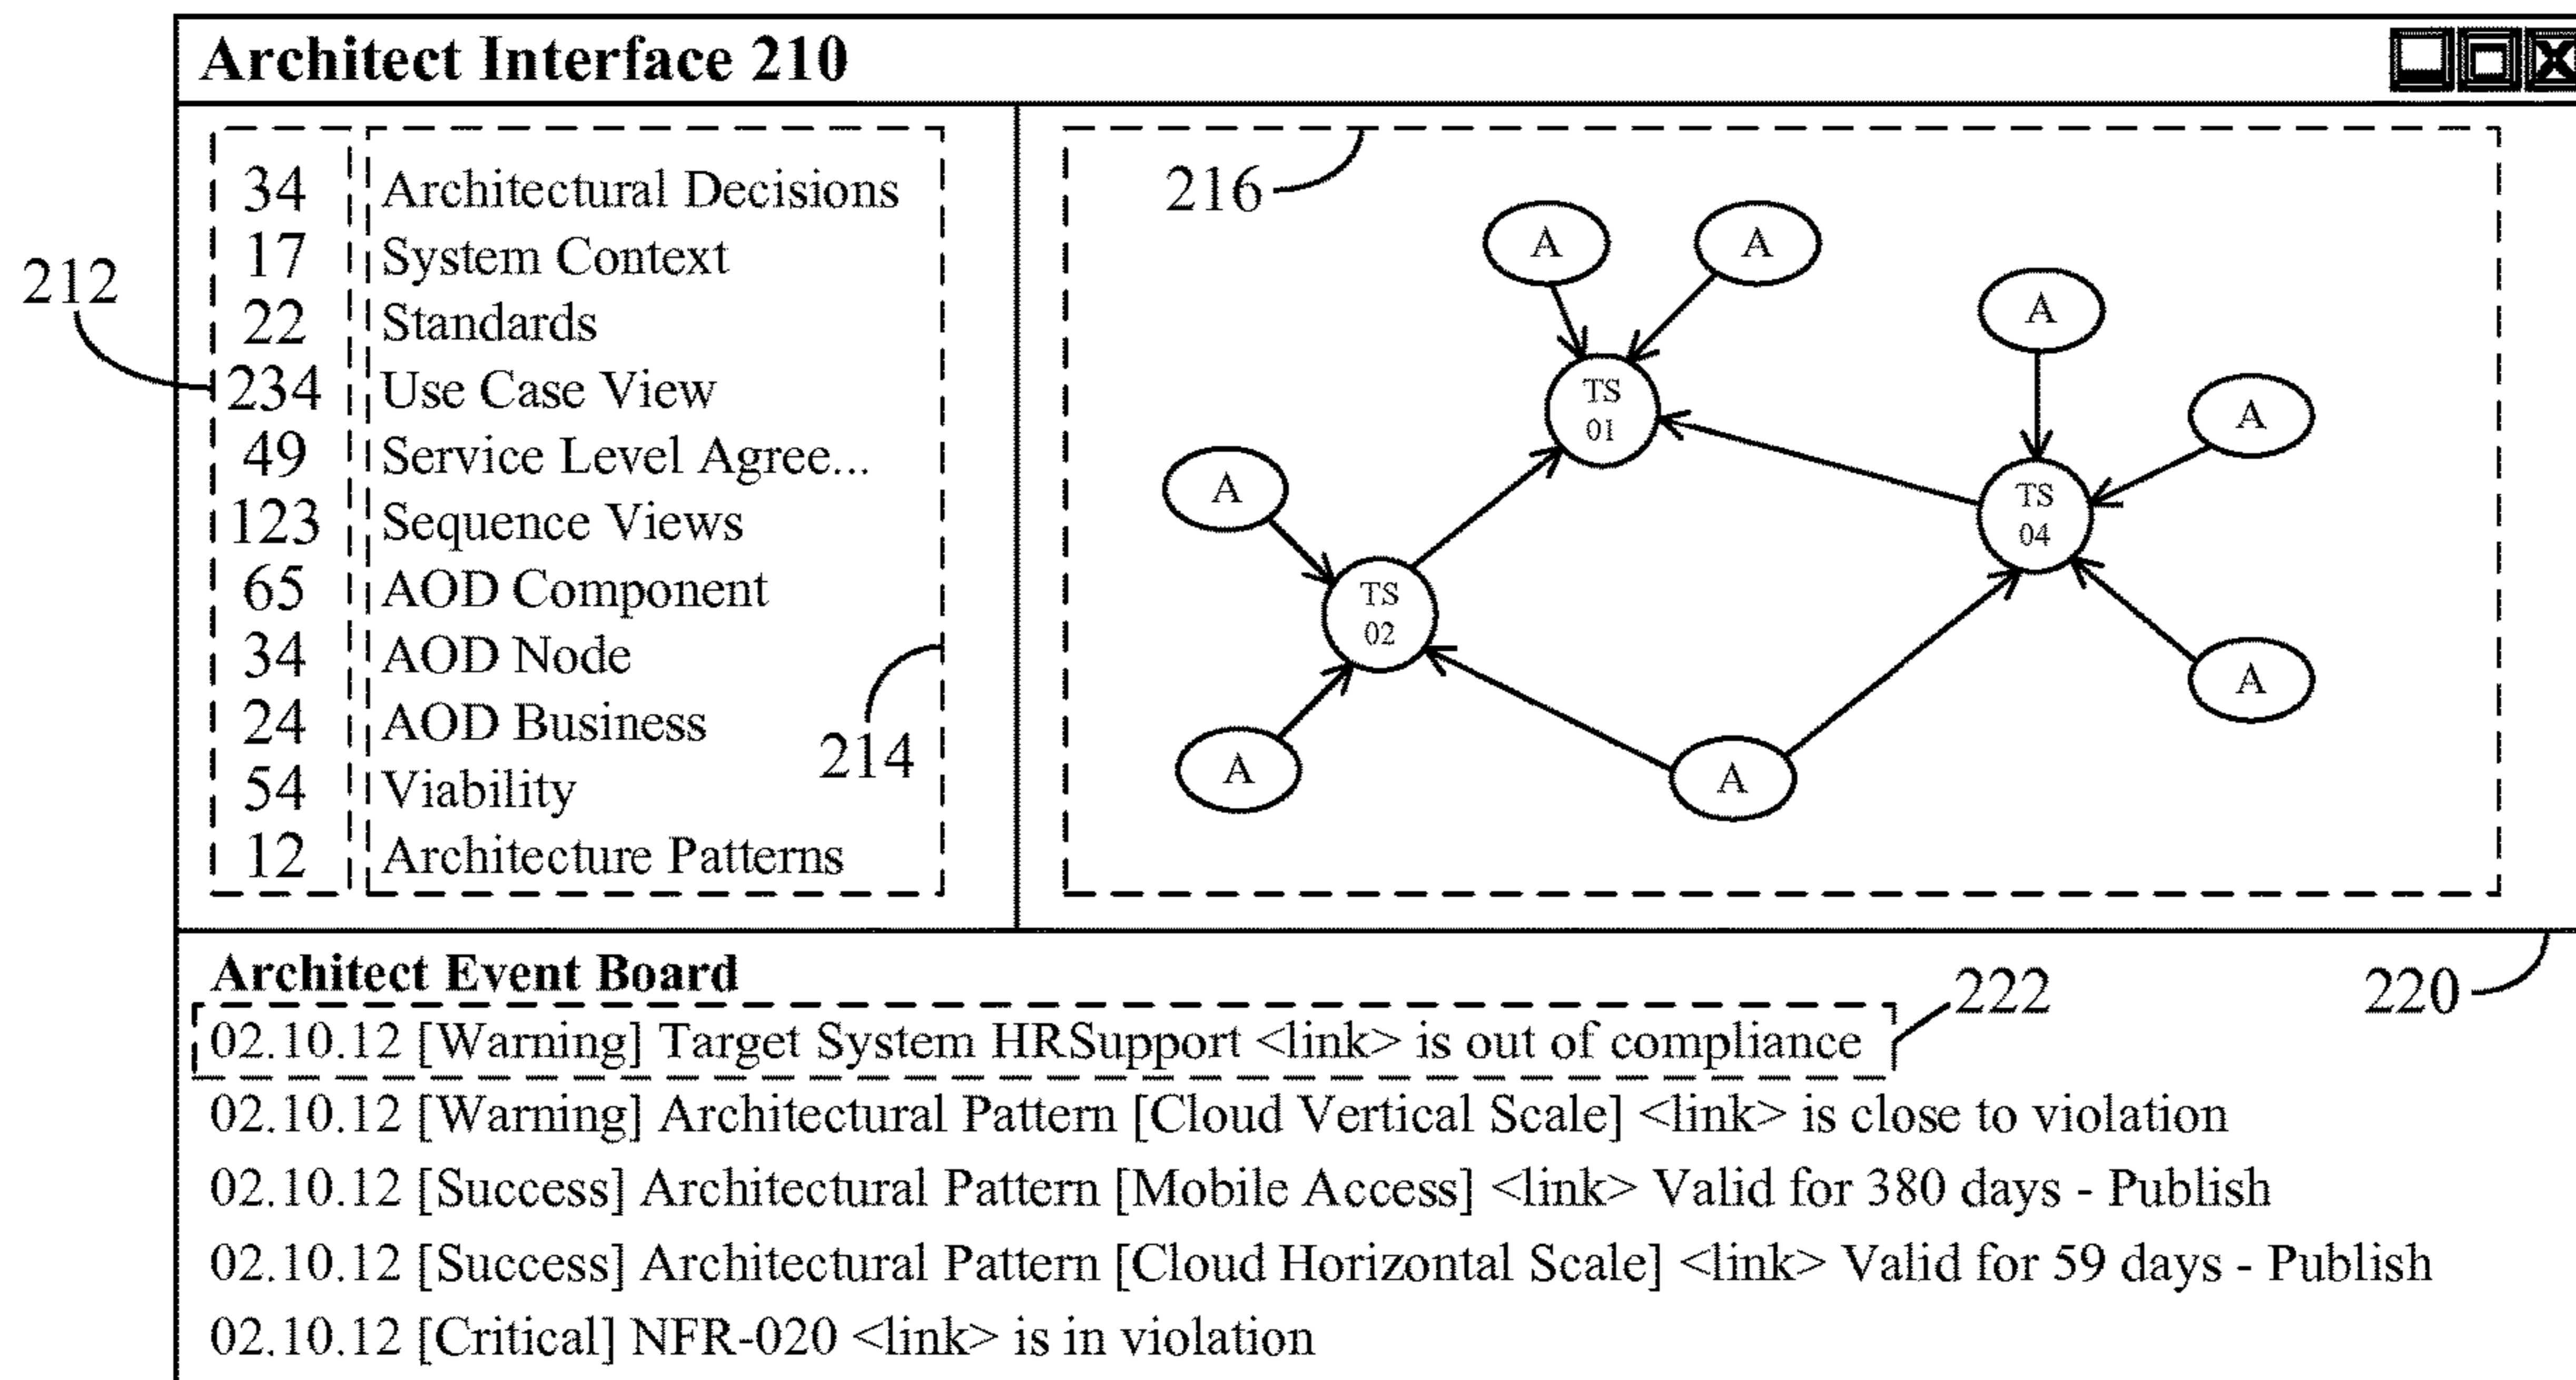 Architect Interface 210
212
34 Architectural Decisions
17 System Context
22 Standards
234 Use Case View
49 Service Level Agree...
123 Sequence Views
65 AOD Component
34 AOD Node
24 AOD Business
54 Viability
12 Architecture Patterns
214
216
A
A
A
A
TS
01
A
TS
04
TS
02
A
A
A
Architect Event Board
220
222
02.10.12 [Warning] Target System HRSupport <link> is out of compliance
02.10.12 [Warning] Architectural Pattern [Cloud Vertical Scale] <link> is close to violation
02.10.12 [Success] Architectural Pattern [Mobile Access] <link> Valid for 380 days - Publish
02.10.12 [Success] Architectural Pattern [Cloud Horizontal Scale] <link> Valid for 59 days - Publish
02.10.12 [Critical] NFR-020 <link> is in violation